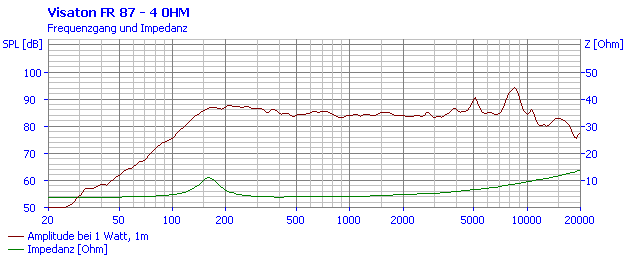 Visaton FR 87 - 4 OHM
Frequenzgang und Impedanz
SPL [dB] Z [Ohm]
100 50
90 40
80 30
70 20
60 10
50
20 50 100 200 500 1000 2000 5000 10000 20000
Amplitude bei 1 Watt, 1m
Impedanz [Ohm]